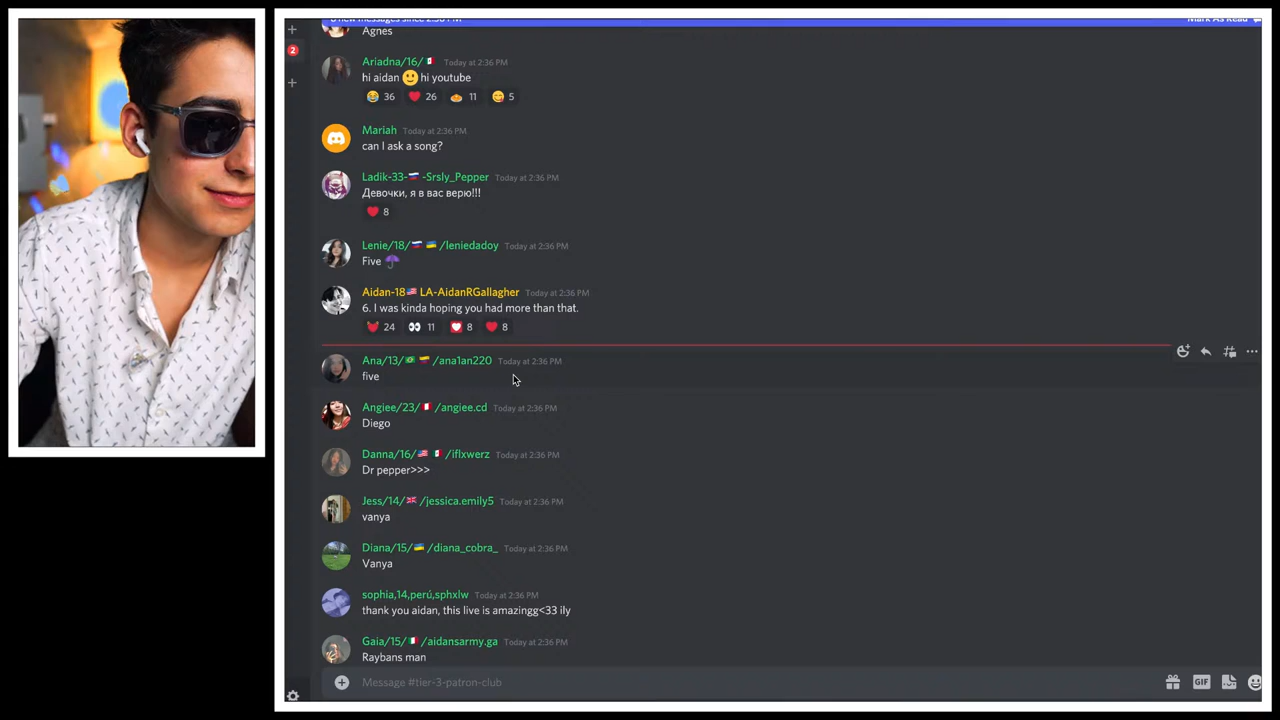 Agnes
Ariadna/16/ Today at 2:36 PM
hi aidan hi youtube
36 26 11 5
Mariah Today at 2:36 PM
can I ask a song?
Ladik-33- -Srsly_Pepper Today at 2:36 PM
Девочки, я в вас верю!!!
8
Lenie/18/ /leniedadoy Today at 2:36 PM
Five
Aidan-18 LA-AidanRGallagher Today at 2:36 PM
6. I was kinda hoping you had more than that.
24 11 8 8
Ana/13/ /ana1an220 Today at 2:36 PM
five
Angiee/23/ /angiee.cd Today at 2:36 PM
Diego
Danna/16/ /iflxwerz Today at 2:36 PM
Dr pepper>>>
Jess/14/ /jessica.emily5 Today at 2:36 PM
vanya
Diana/15/ /diana_cobra_ Today at 2:36 PM
Vanya
sophia,14,perú,sphxlw Today at 2:36 PM
thank you aidan, this live is amazingg<33 ily
Gaia/15/ /aidansarmy.ga Today at 2:36 PM
Raybans man
Message #tier-3-patron-club
GIF
2
new messages since 2:36 PM
Mark As Read